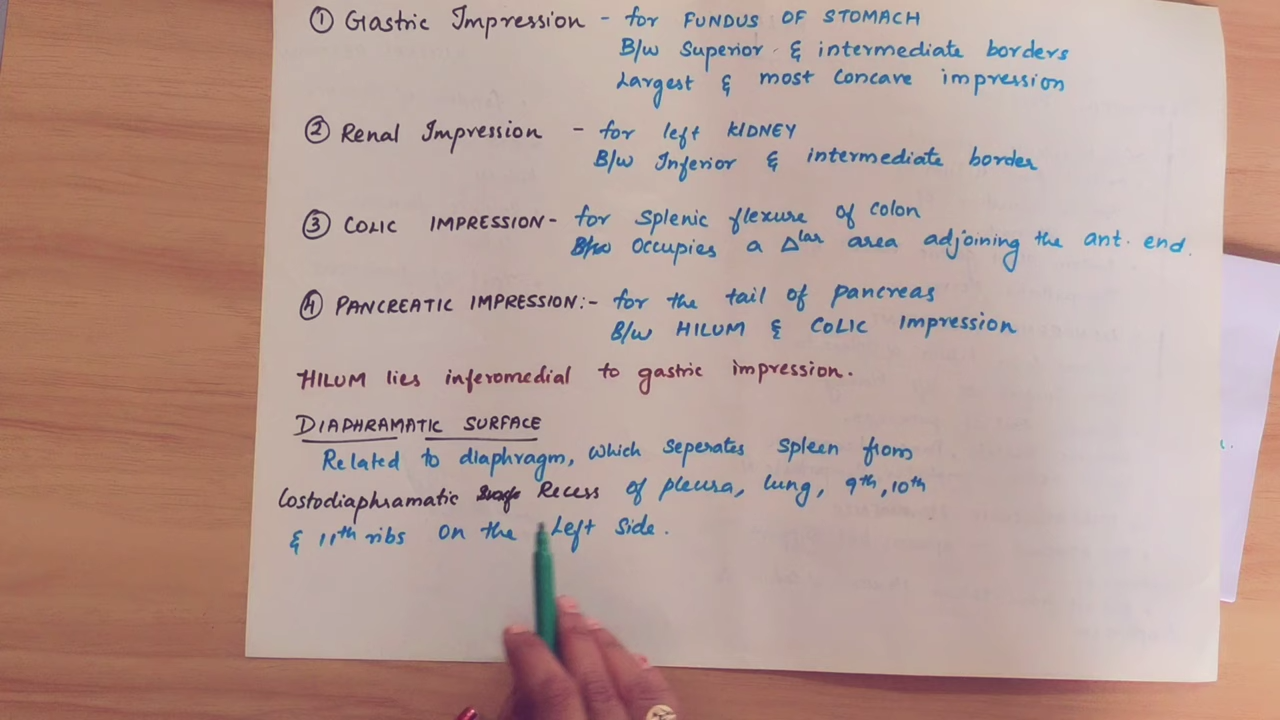 ① Gastric Impression - for FUNDUS OF STOMACH
B/w Superior & intermediate borders
Largest & most concave impression
② Renal Impression - for left KIDNEY
B/w Inferior & intermediate border
③ COLIC IMPRESSION - for splenic flexure of colon
Occupies a Δlar area adjoining the ant. end.
④ PANCREATIC IMPRESSION:- for the tail of pancreas
B/w HILUM & COLIC Impression
HILUM lies inferomedial to gastric impression.
DIAPHRAMATIC SURFACE
Related to diaphragm, which seperates spleen from
Costodiaphramatic Recess of pleura, lung, 9th, 10th
& 11th ribs on the Left Side.